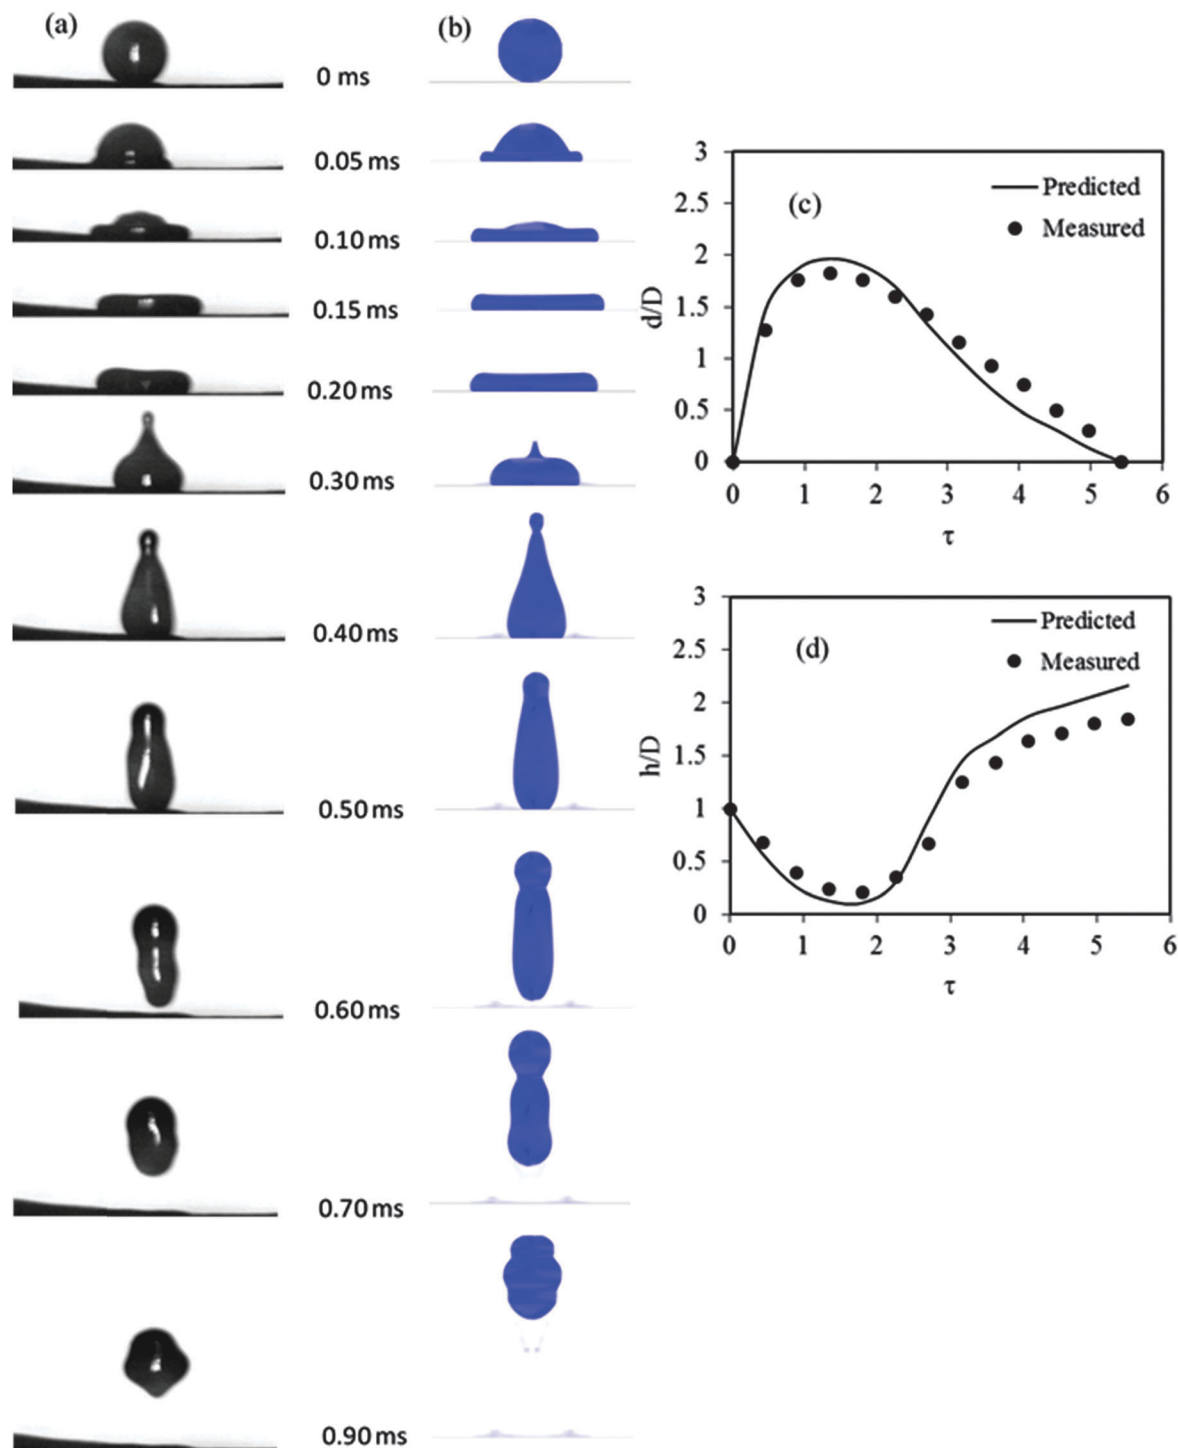 (a)
(b)
0 ms
0.05 ms
0.10 ms
0.15 ms
0.20 ms
0.30 ms
0.40 ms
0.50 ms
0.60 ms
0.70 ms
0.90 ms
3
2.5
2
1.5
1
0.5
0
d/D
(c)
Predicted
Measured
0 1 2 3 4 5 6
τ
3
2.5
2
1.5
1
0.5
0
h/D
(d)
Predicted
Measured
0 1 2 3 4 5 6
τ